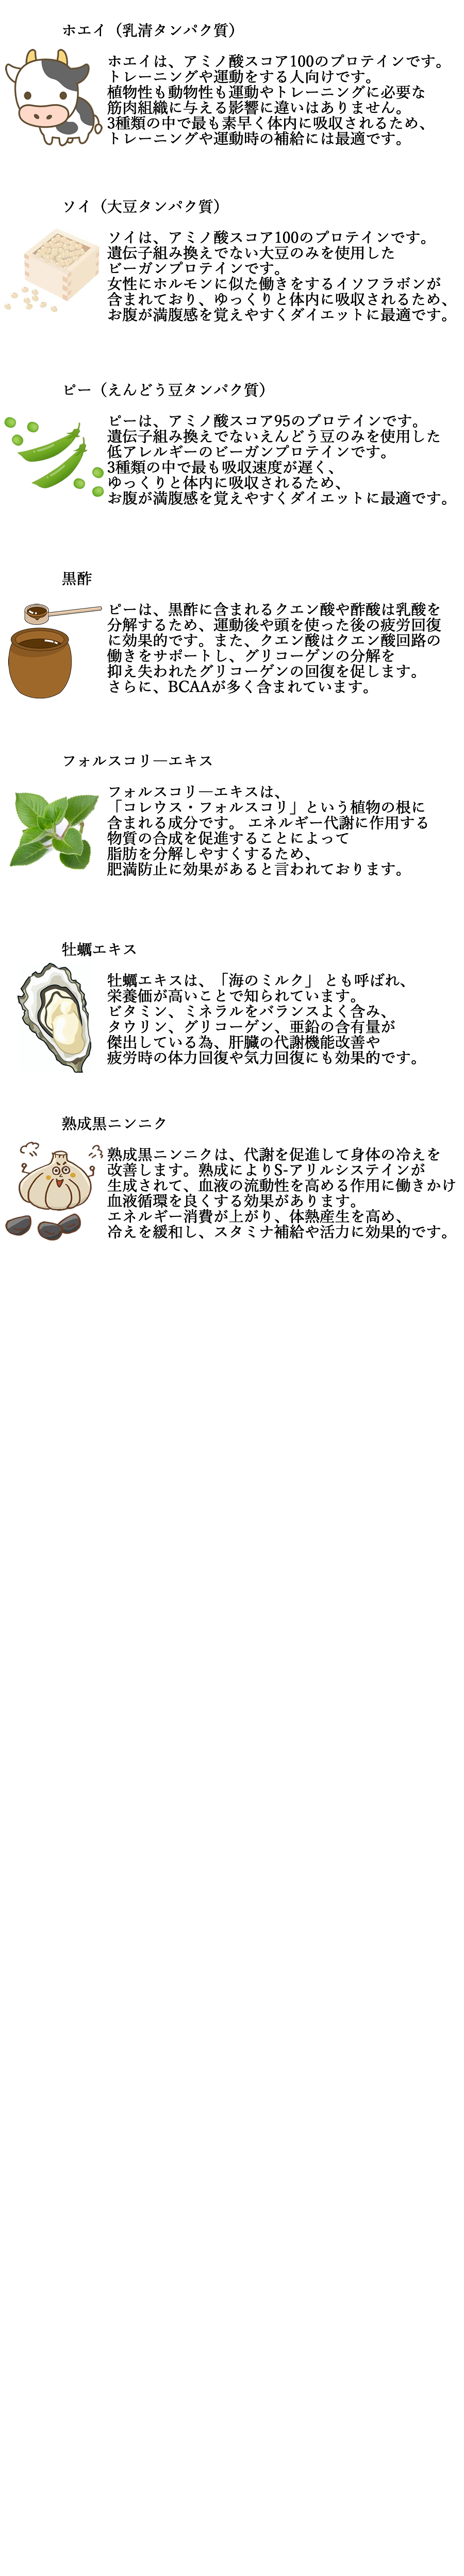 ホエイ（乳清タンパク質）
ホエイは、アミノ酸スコア100のプロテインです。
トレーニングや運動をする人向けです。
植物性も動物性も運動やトレーニングに必要な
筋肉組織に与える影響に違いはありません。
3種類の中で最も素早く体内に吸収されるため、
トレーニングや運動時の補給には最適です。
ソイ（大豆タンパク質）
ソイは、アミノ酸スコア100のプロテインです。
遺伝子組み換えでない大豆のみを使用した
ビーガンプロテインです。
女性にホルモンに似た働きをするイソフラボンが
含まれており、ゆっくりと体内に吸収されるため、
お腹が満腹感を覚えやすくダイエットに最適です。
ピー（えんどう豆タンパク質）
ピーは、アミノ酸スコア95のプロテインです。
遺伝子組み換えでないえんどう豆のみを使用した
低アレルギーのビーガンプロテインです。
3種類の中で最も吸収速度が遅く、
ゆっくりと体内に吸収されるため、
お腹が満腹感を覚えやすくダイエットに最適です。
黒酢
ピーは、黒酢に含まれるクエン酸や酢酸は乳酸を
分解するため、運動後や頭を使った後の疲労回復
に効果的です。また、クエン酸はクエン酸回路の
働きをサポートし、グリコーゲンの分解を
抑え失われたグリコーゲンの回復を促します。
さらに、BCAAが多く含まれています。
フォルスコリ―エキス
フォルスコリ―エキスは、
「コレウス・フォルスコリ」という植物の根に
含まれる成分です。 エネルギー代謝に作用する
物質の合成を促進することによって
脂肪を分解しやすくするため、
肥満防止に効果があると言われております。
牡蠣エキス
牡蠣エキスは、「海のミルク」 とも呼ばれ、
栄養価が高いことで知られています。
ビタミン、ミネラルをバランスよく含み、
タウリン、グリコーゲン、亜鉛の含有量が
傑出している為、肝臓の代謝機能改善や
疲労時の体力回復や気力回復にも効果的です。
熟成黒ニンニク
熟成黒ニンニクは、代謝を促進して身体の冷えを
改善します。熟成によりS-アリルシステインが
生成されて、血液の流動性を高める作用に働きかけ
血液循環を良くする効果があります。
エネルギー消費が上がり、体熱産生を高め、
冷えを緩和し、スタミナ補給や活力に効果的です。